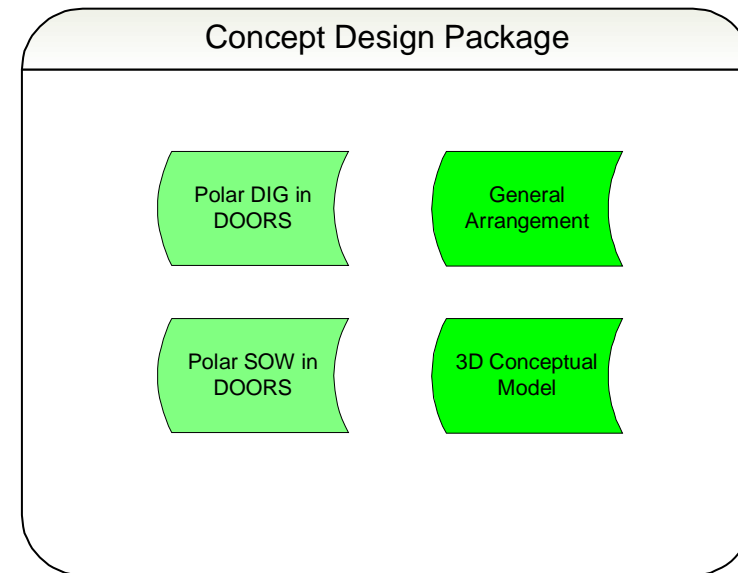 Concept Design Package
Polar DIG in
DOORS
General
Arrangement
Polar SOW in
DOORS
3D Conceptual
Model